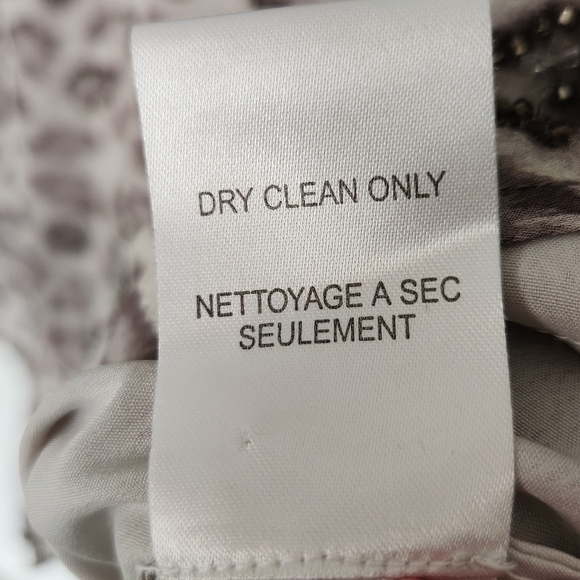 DRY CLEAN ONLY
NETTOYAGE A SEC
SEULEMENT